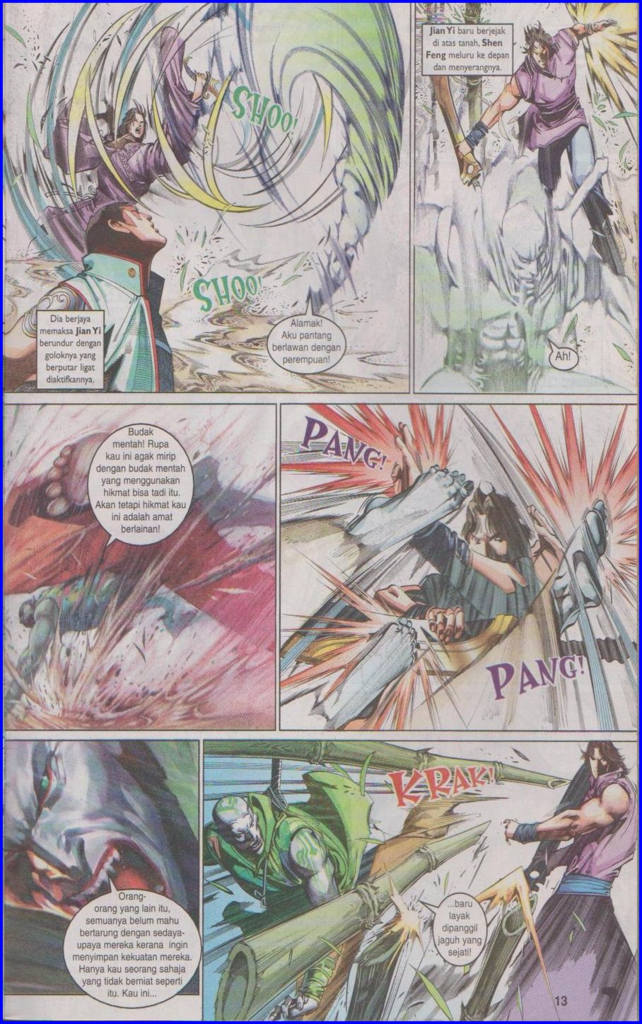 SHOO!
SHOO!
Dia berjaya
memaksa Jian Yi
berundur dengan
goloknya yang
berputar ligat
diaktifkannya.
Alamak!
Aku pantang
berlawan dengan
perempuan!
Jian Yi baru berjejak
di atas tanah, Shen
Feng meluru ke depan
dan menyerangnya.
Ah!
Budak
mentah! Rupa
kau ini agak mirip
dengan budak mentah
yang menggunakan
hikmat bisa tadi itu.
Akan tetapi hikmat kau
ini adalah amat
berlainan!
PANG!
PANG!
Orang-
orang yang lain itu,
semuanya belum mahu
bertarung dengan sedaya-
upaya mereka kerana ingin
menyimpan kekuatan mereka.
Hanya kau seorang sahaja
yang tidak berniat seperti
itu. Kau ini...
KRAK!
...baru
layak
dipanggil
jaguh yang
sejati!
13